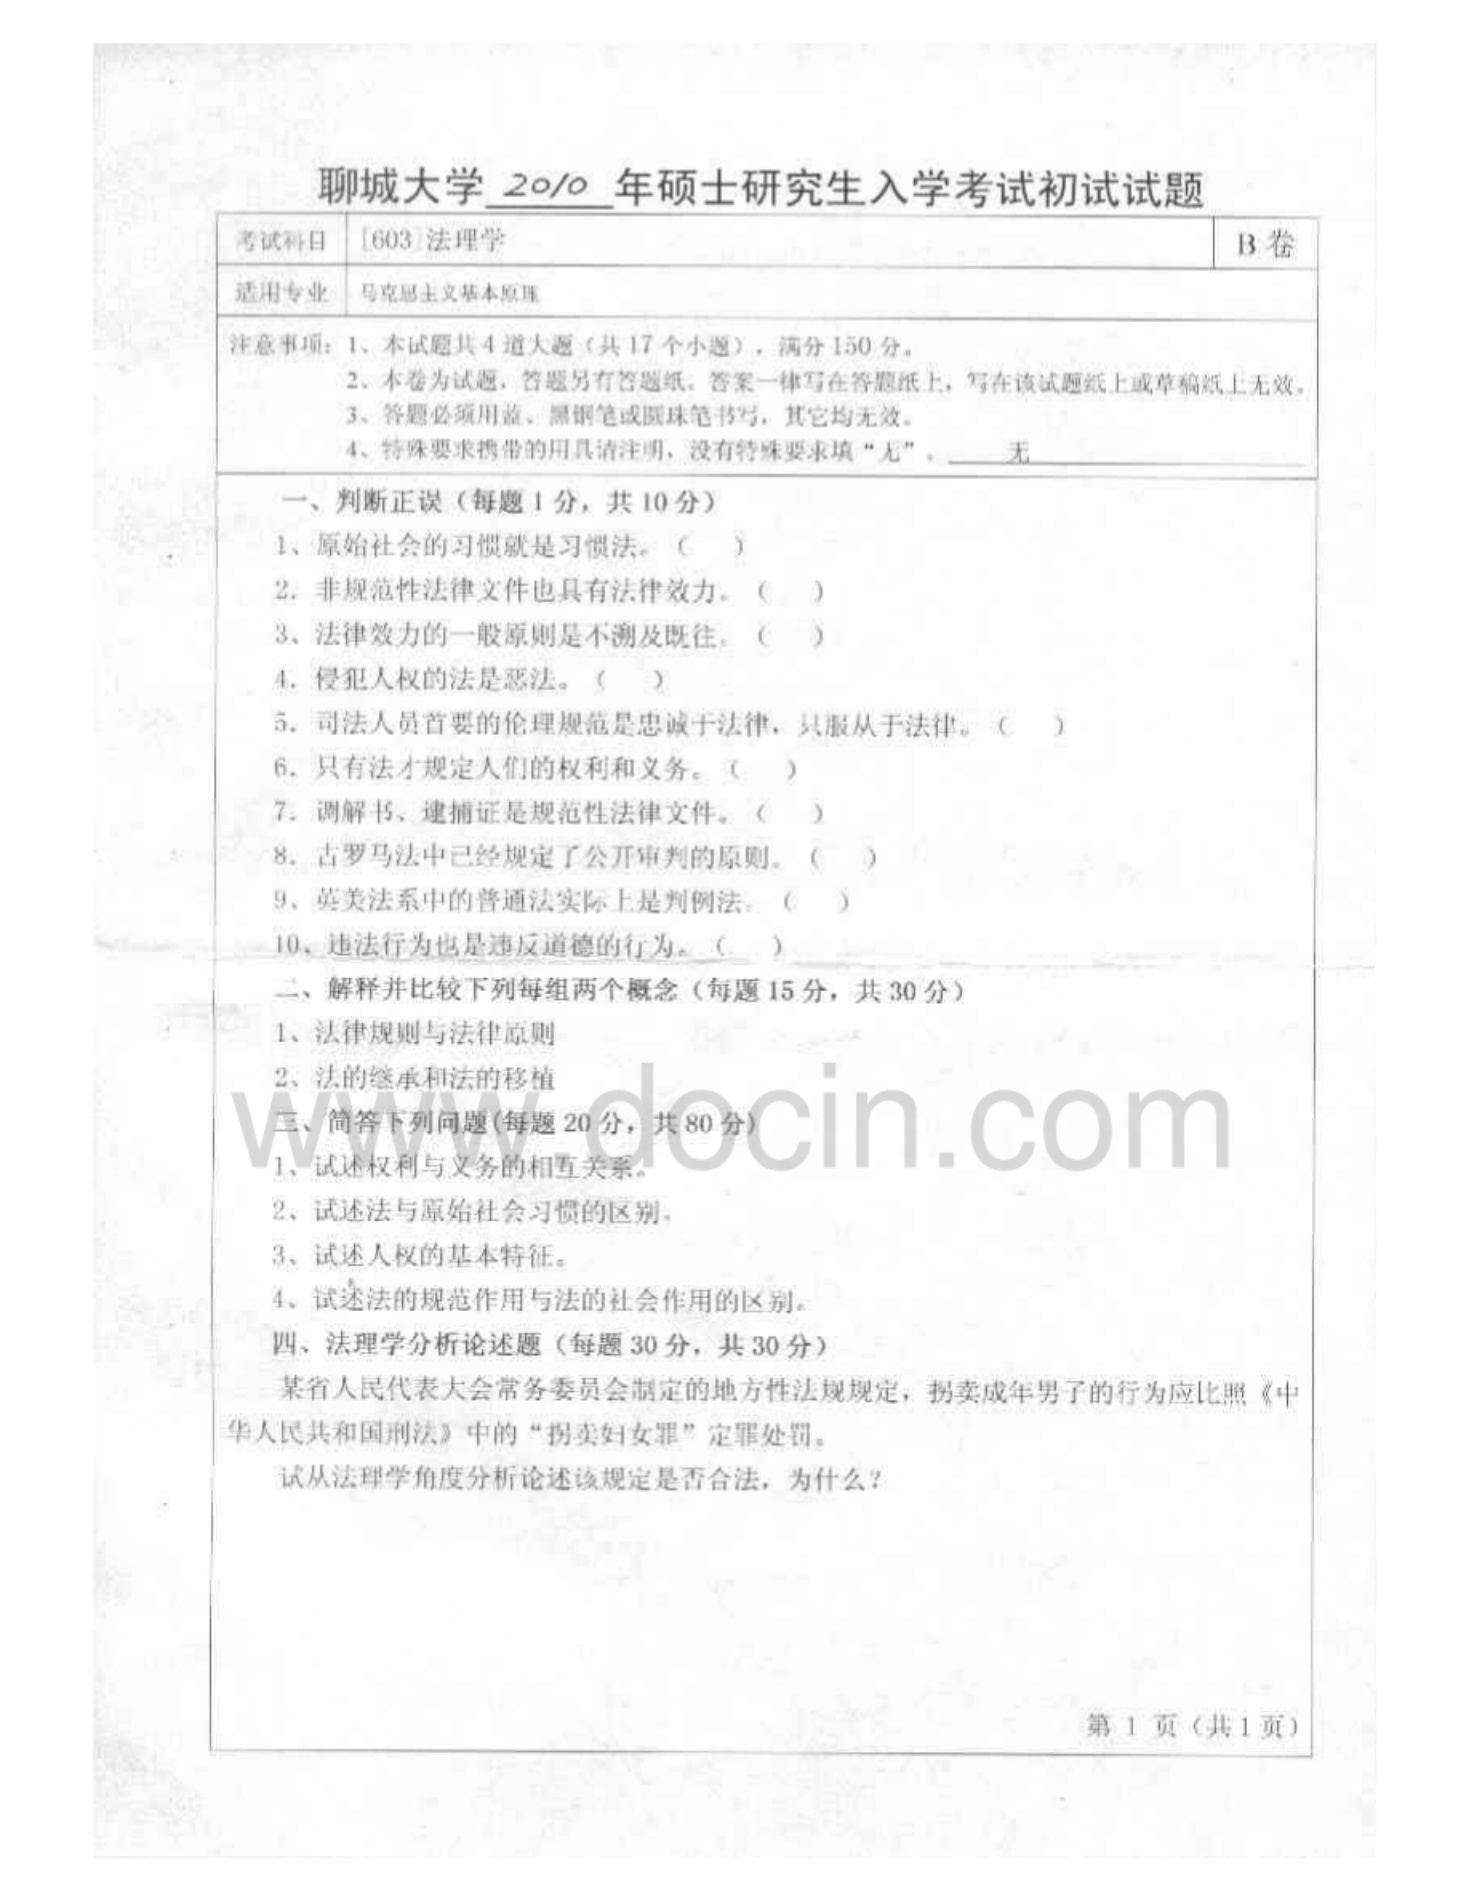 聊城大学 2010 年硕士研究生入学考试初试试题
考试科目 [603]法理学 B 卷
适用专业 马克思主义基本原理
注意事项：1、本试题共 4 道大题（共 17 个小题），满分 150 分。
2、本卷为试题，答题另有答题纸。答案一律写在答题纸上，写在该试题纸上或草稿纸上无效。
3、答题必须用蓝、黑钢笔或圆珠笔书写，其它均无效。
4、特殊要求携带的用具请注明，没有特殊要求填“无”。 无
一、判断正误（每题 1 分，共 10 分）
1、原始社会的习惯就是习惯法。（ ）
2．非规范性法律文件也具有法律效力。（ ）
3、法律效力的一般原则是不溯及既往。（ ）
4．侵犯人权的法是恶法。（ ）
5．司法人员首要的伦理规范是忠诚于法律，只服从于法律。（ ）
6．只有法才规定人们的权利和义务。（ ）
7．调解书、逮捕证是规范性法律文件。（ ）
8．古罗马法中已经规定了公开审判的原则。（ ）
9、英美法系中的普通法实际上是判例法。（ ）
10、违法行为也是违反道德的行为。（ ）
二、解释并比较下列每组两个概念（每题 15 分，共 30 分）
1、法律规则与法律原则
2、法的继承和法的移植
www.docin.com
三、简答下列问题(每题 20 分，共 80 分)
1、试述权利与义务的相互关系。
2、试述法与原始社会习惯的区别。
3、试述人权的基本特征。
4、试述法的规范作用与法的社会作用的区别。
四、法理学分析论述题（每题 30 分，共 30 分）
某省人民代表大会常务委员会制定的地方性法规规定，拐卖成年男子的行为应比照《中
华人民共和国刑法》中的“拐卖妇女罪”定罪处罚。
试从法理学角度分析论述该规定是否合法，为什么？
第 1 页（共 1 页）